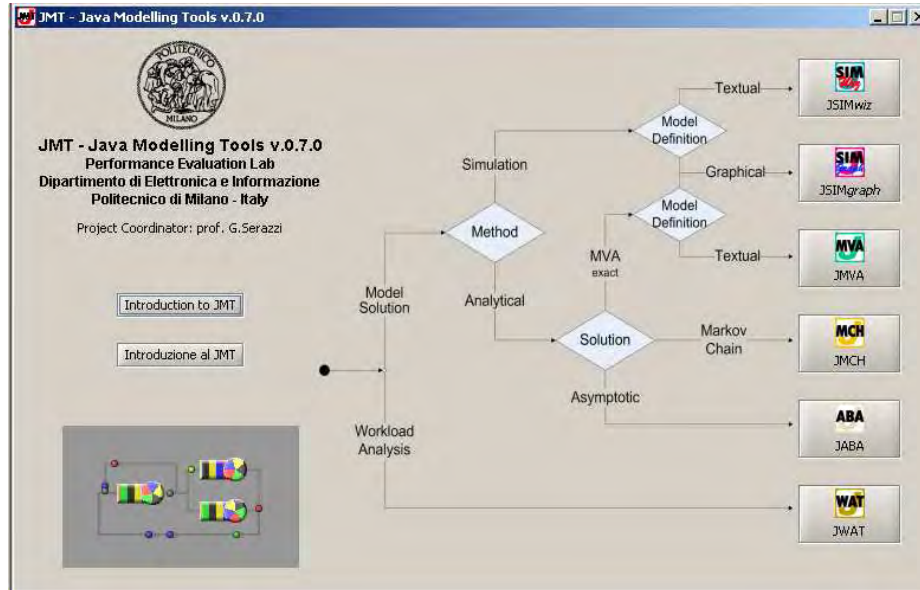 JMT - Java Modelling Tools v.0.7.0
POLITECNICO
MILANO
JMT - Java Modelling Tools v.0.7.0
Performance Evaluation Lab
Dipartimento di Elettronica e Informazione
Politecnico di Milano - Italy
Project Coordinator: prof. G.Serazzi
Introduction to JMT
Introduzione al JMT
Model
Solution
Workload
Analysis
Method
Simulation
Analytical
Model
Definition
Textual
Graphical
Model
Definition
Textual
MVA
exact
Solution
Markov
Chain
Asymptotic
SIM
Wiz
JSIMwiz
SIM
JSIMgraph
MVA
JMVA
MCH
JMCH
ABA
JABA
WAT
JWAT